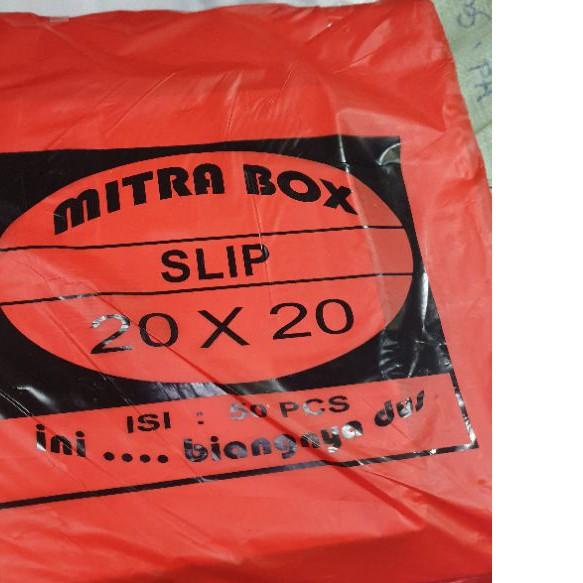 MITRA BOX
SLIP
20 X 20
ISI : 50 PCS
ini .... biangnya dus